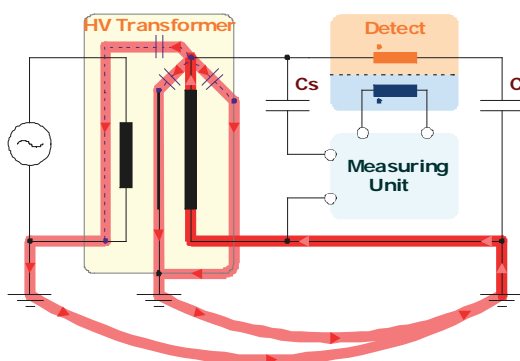 HV Transformer
Detect
Cs
C
Measuring
Unit